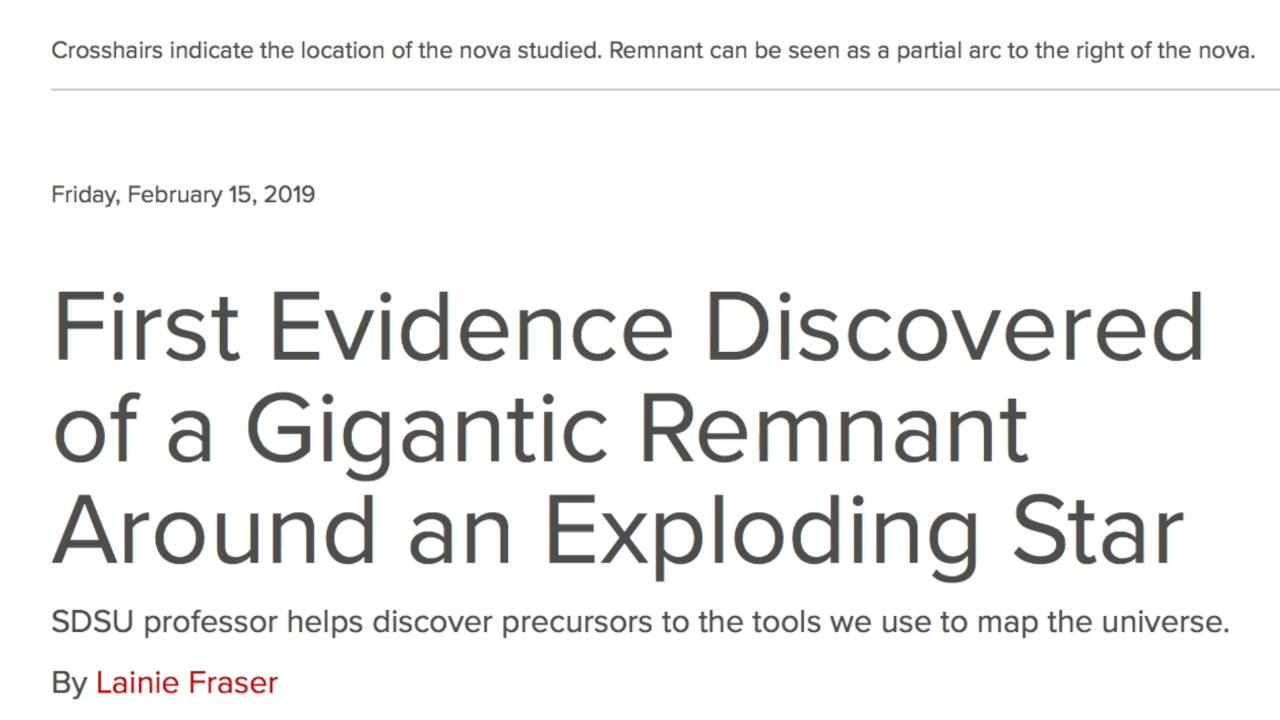 Crosshairs indicate the location of the nova studied. Remnant can be seen as a partial arc to the right of the nova.
Friday, February 15, 2019
First Evidence Discovered
of a Gigantic Remnant
Around an Exploding Star
SDSU professor helps discover precursors to the tools we use to map the universe.
By Lainie Fraser